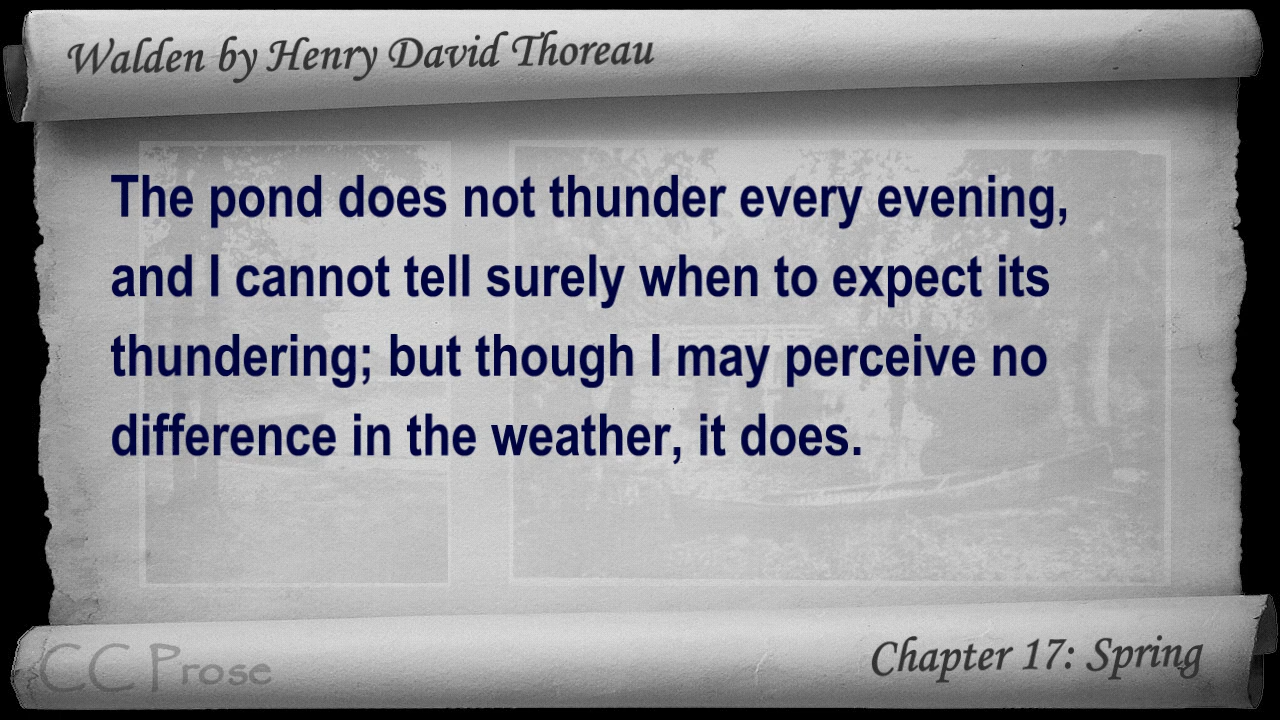 Walden by Henry David Thoreau
The pond does not thunder every evening,
and I cannot tell surely when to expect its
thundering; but though I may perceive no
difference in the weather, it does.
CC Prose
Chapter 17: Spring